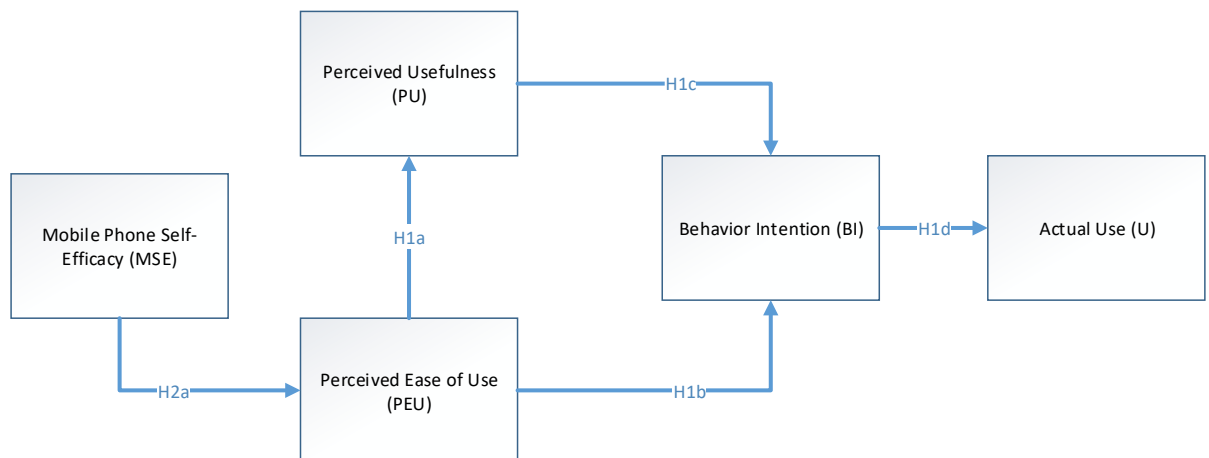 Perceived Usefulness
(PU)
H1c
Mobile Phone Self-
Efficacy (MSE)
H1a
Behavior Intention (BI)
H1d
Actual Use (U)
H2a
Perceived Ease of Use
(PEU)
H1b